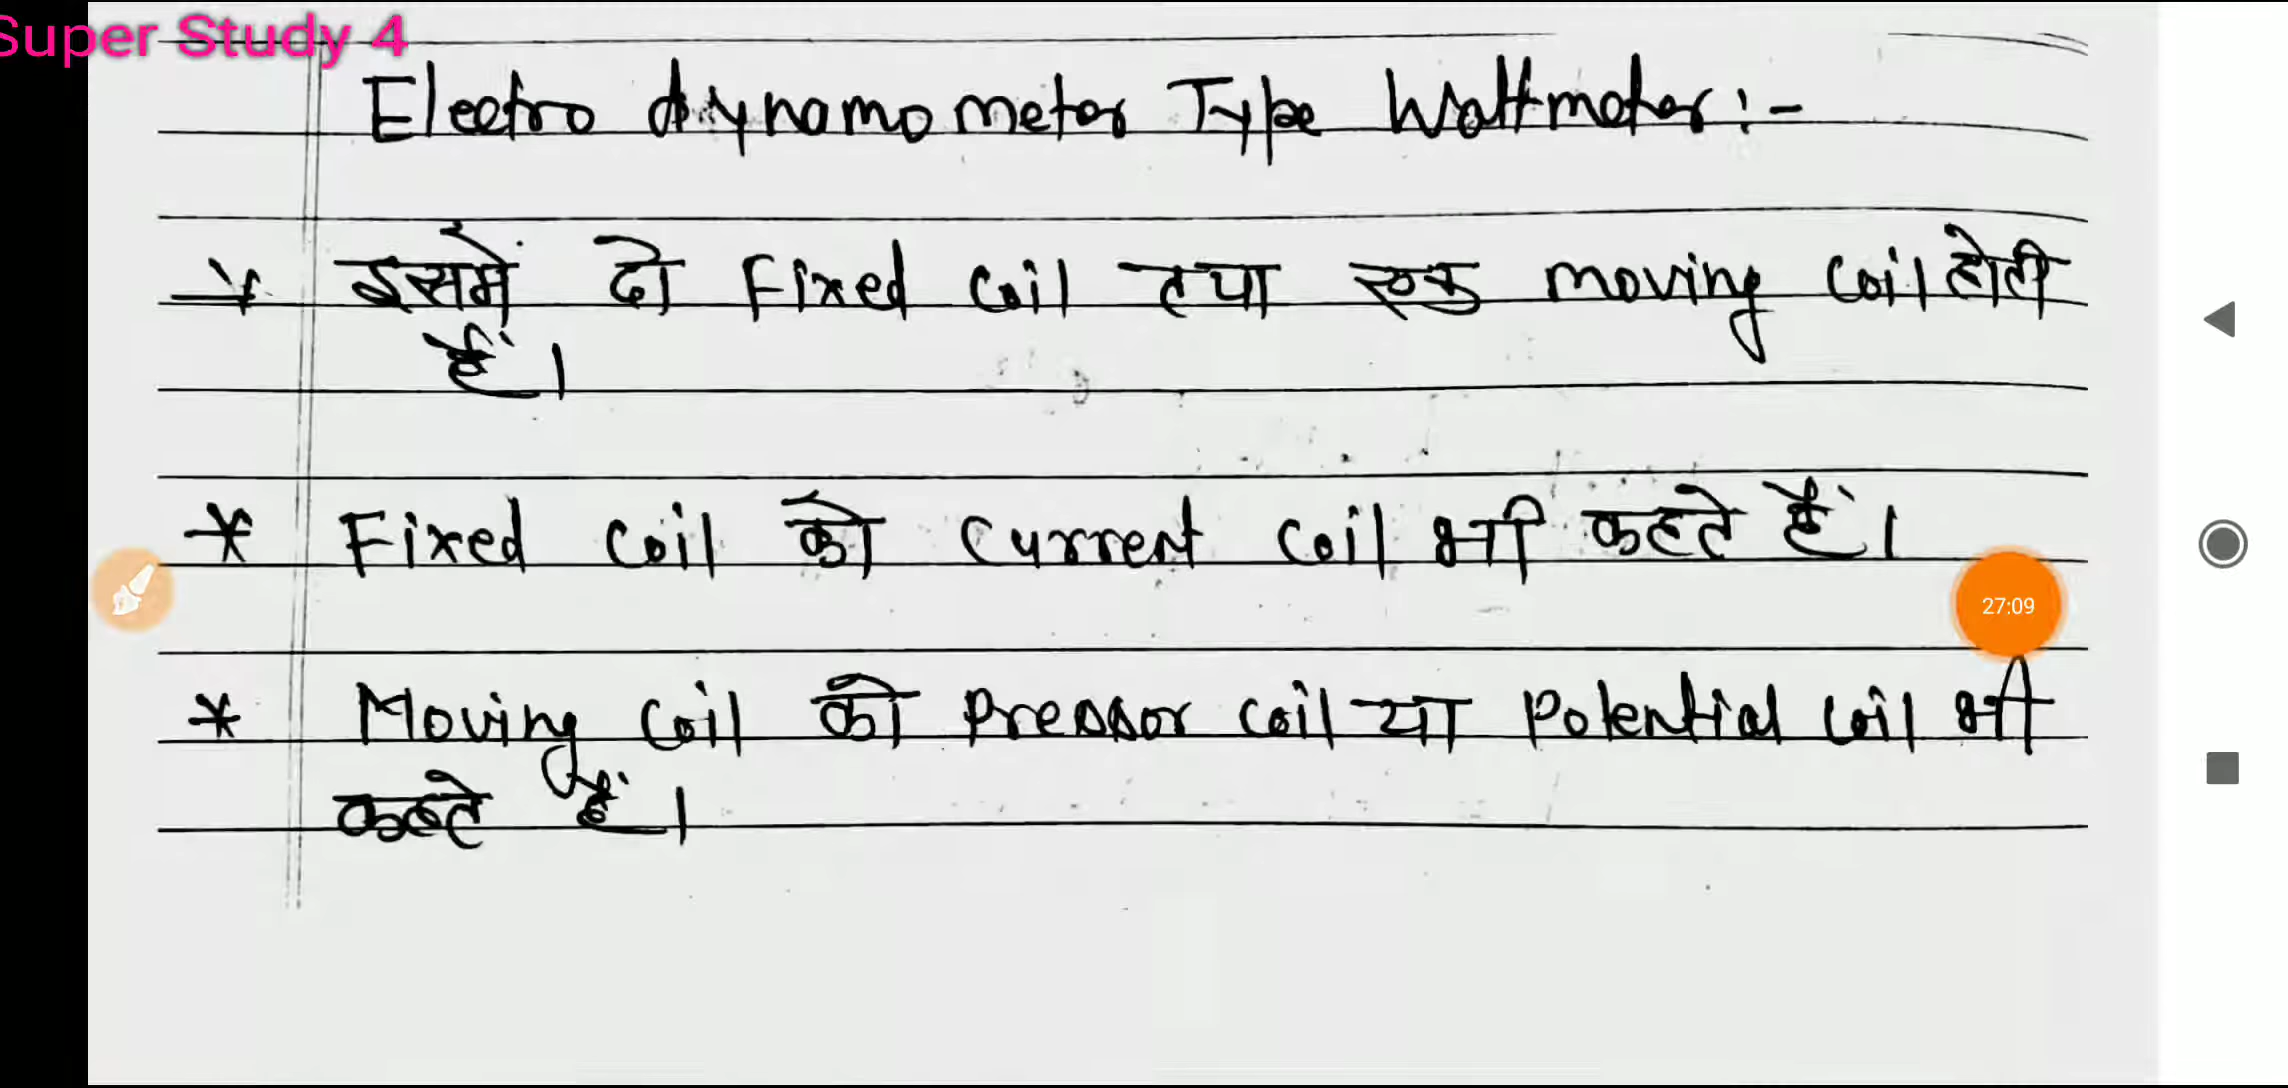 Super Study 4
Electro dynamometer Type Wattmeter :-
* इसमें दो Fixed Coil तथा एक moving Coil होती
हैं।
* Fixed Coil को Current Coil भी कहते हैं।
27:09
* Moving Coil को Pressor Coil या Potential Coil भी
कहते हैं।